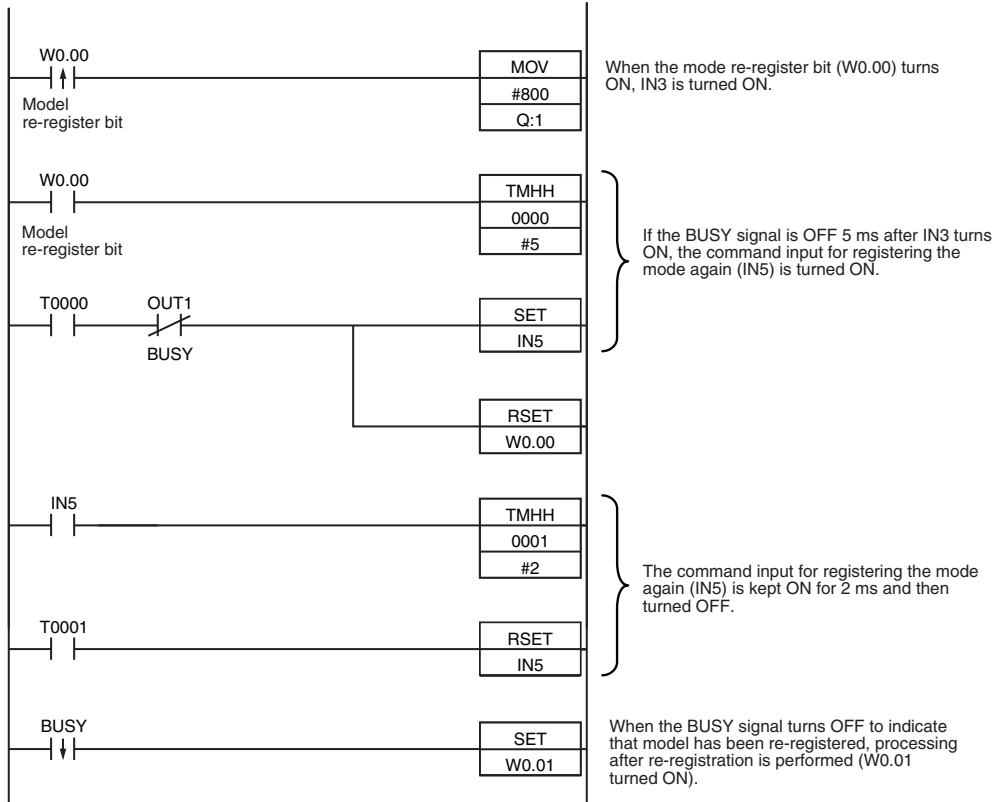 W0.00
Model
re-register bit
MOV
#800
Q:1
When the mode re-register bit (W0.00) turns
ON, IN3 is turned ON.
W0.00
Model
re-register bit
TMHH
0000
#5
If the BUSY signal is OFF 5 ms after IN3 turns
ON, the command input for registering the
mode again (IN5) is turned ON.
T0000
OUT1
BUSY
SET
IN5
RSET
W0.00
IN5
TMHH
0001
#2
The command input for registering the mode
again (IN5) is kept ON for 2 ms and then
turned OFF.
T0001
RSET
IN5
BUSY
SET
W0.01
When the BUSY signal turns OFF to indicate
that model has been re-registered, processing
after re-registration is performed (W0.01
turned ON).